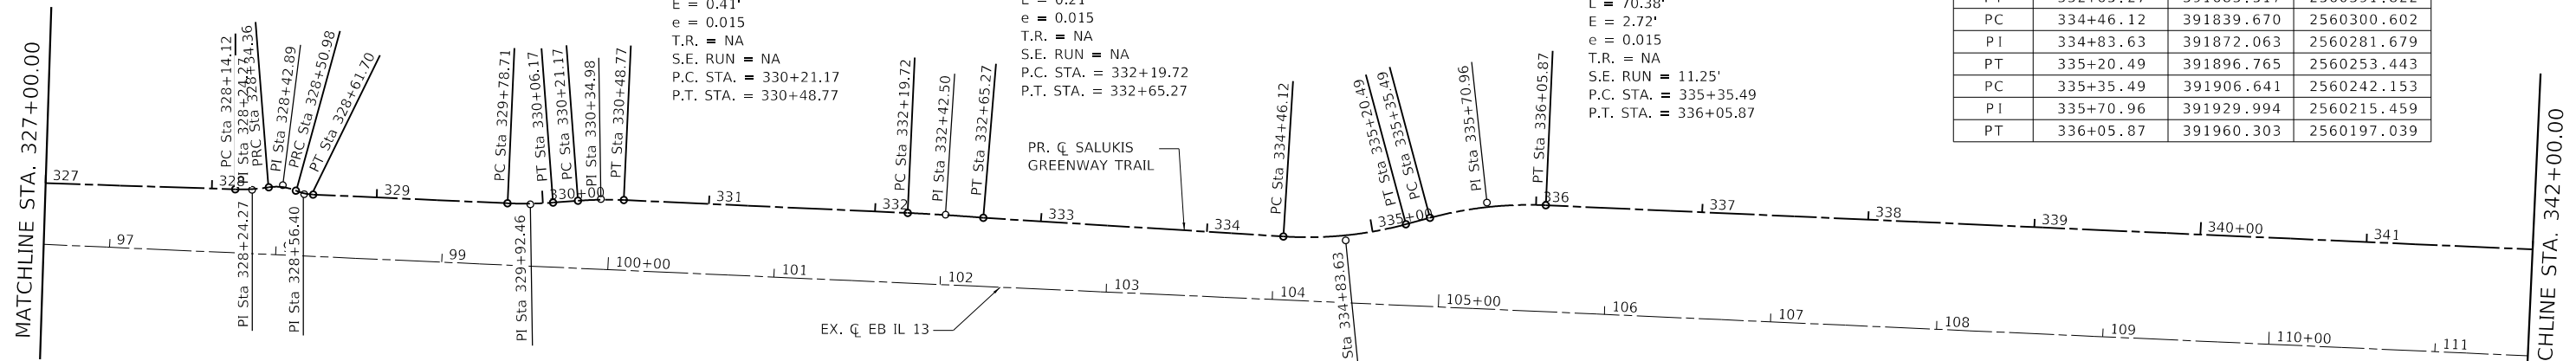 E = 0.41'
e = 0.015
T.R. = NA
S.E. RUN = NA
P.C. STA. = 330+21.17
P.T. STA. = 330+48.77
e = 0.015
T.R. = NA
S.E. RUN = NA
P.C. STA. = 332+19.72
P.T. STA. = 332+65.27
L = 70.38'
E = 2.72'
e = 0.015
T.R. = NA
S.E. RUN = 11.25'
P.C. STA. = 335+35.49
P.T. STA. = 336+05.87
PC 334+46.12 391839.670 2560300.602
PI 334+83.63 391872.063 2560281.679
PT 335+20.49 391896.765 2560253.443
PC 335+35.49 391906.641 2560242.153
PI 335+70.96 391929.994 2560215.459
PT 336+05.87 391960.303 2560197.039
MATCHLINE STA. 327+00.00
PC Sta 328+14.12
PI Sta 328+24.27
PRC Sta 328+34.36
PI Sta 328+42.89
PRC Sta 328+50.98
PT Sta 328+61.70
PC Sta 329+78.71
PT Sta 330+06.17
PC Sta 330+21.17
PI Sta 330+34.98
PT Sta 330+48.77
PC Sta 332+19.72
PI Sta 332+42.50
PT Sta 332+65.27
PR. ℄ SALUKIS
GREENWAY TRAIL
PC Sta 334+46.12
PT Sta 335+20.49
PC Sta 335+35.49
PI Sta 335+70.96
PT Sta 336+05.87
CHLINE STA. 342+00.00
327
328
329
330+00
331
332
333
334
335+00
336
337
338
339
340+00
341
PI Sta 328+24.27
PI Sta 328+56.40
PI Sta 329+92.46
Sta 334+83.63
97
99
100+00
101
102
103
104
105+00
106
107
108
109
110+00
111
EX. ℄ EB IL 13